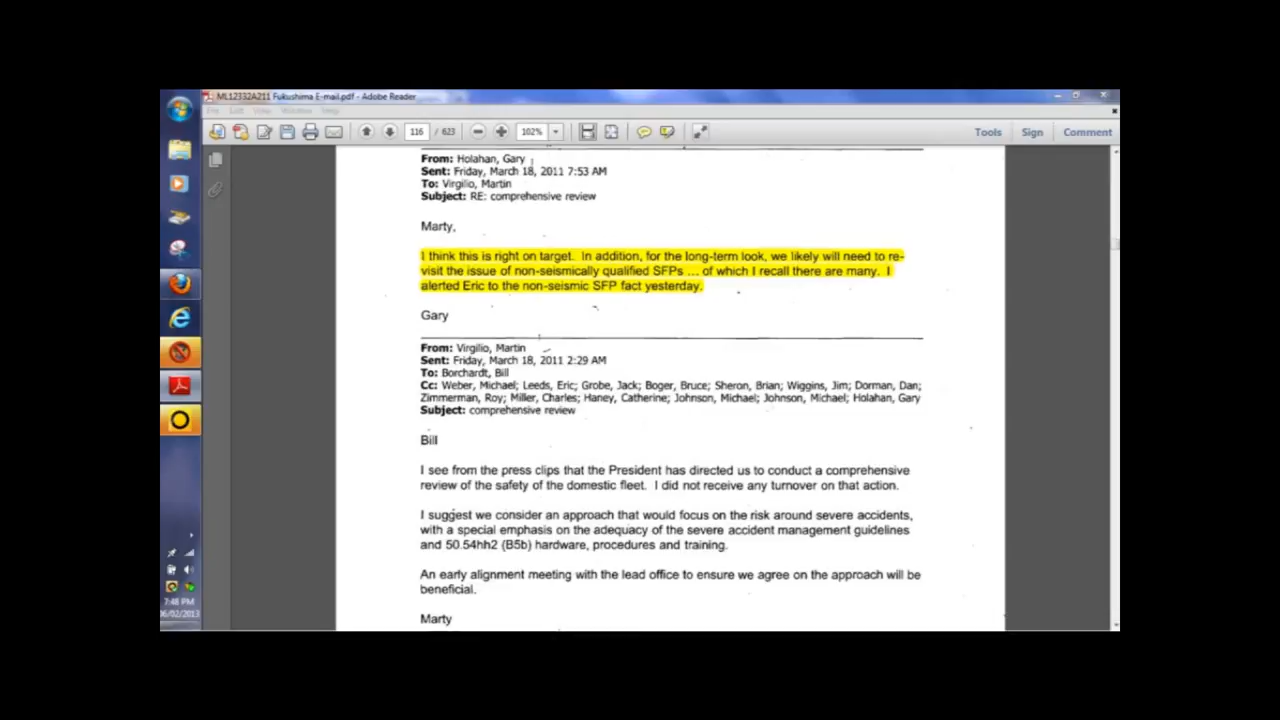 ML12332A211 Fukushima E-mail.pdf - Adobe Reader
116 / 623 102% Tools Sign Comment
From: Holahan, Gary
Sent: Friday, March 18, 2011 7:53 AM
To: Virgilio, Martin
Subject: RE: comprehensive review
Marty,
I think this is right on target. In addition, for the long-term look, we likely will need to re-
visit the issue of non-seismically qualified SFPs ... of which I recall there are many. I
alerted Eric to the non-seismic SFP fact yesterday.
Gary
From: Virgilio, Martin
Sent: Friday, March 18, 2011 2:29 AM
To: Borchardt, Bill
Cc: Weber, Michael; Leeds, Eric; Grobe, Jack; Boger, Bruce; Sheron, Brian; Wiggins, Jim; Dorman, Dan;
Zimmerman, Roy; Miller, Charles; Haney, Catherine; Johnson, Michael; Johnson, Michael; Holahan, Gary
Subject: comprehensive review
Bill
I see from the press clips that the President has directed us to conduct a comprehensive
review of the safety of the domestic fleet. I did not receive any turnover on that action.
I suggest we consider an approach that would focus on the risk around severe accidents,
with a special emphasis on the adequacy of the severe accident management guidelines
and 50.54hh2 (B5b) hardware, procedures and training.
An early alignment meeting with the lead office to ensure we agree on the approach will be
beneficial.
Marty
7:48 PM
06/02/2013